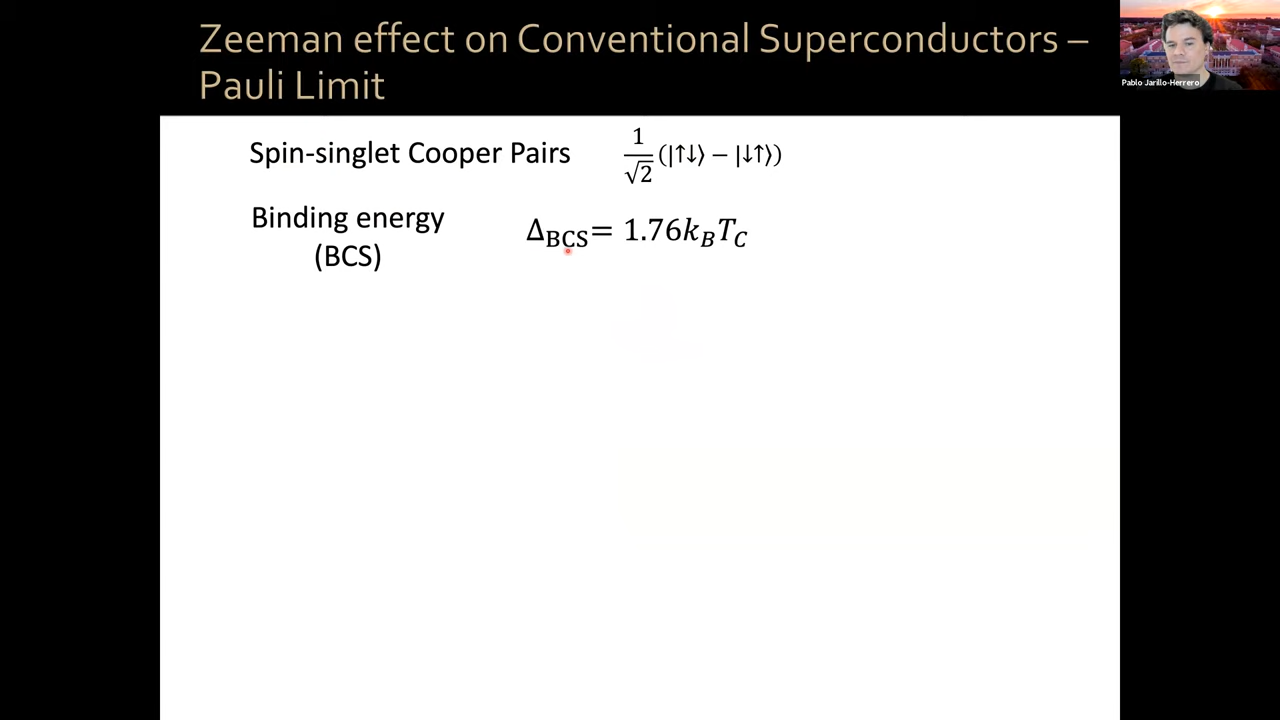 Zeeman effect on Conventional Superconductors –
Pauli Limit
Pablo Jarillo-Herrero
Spin-singlet Cooper Pairs 1/√2 (|↑↓⟩ − |↓↑⟩)
Binding energy
(BCS)
Δ_BCS = 1.76k_BT_C